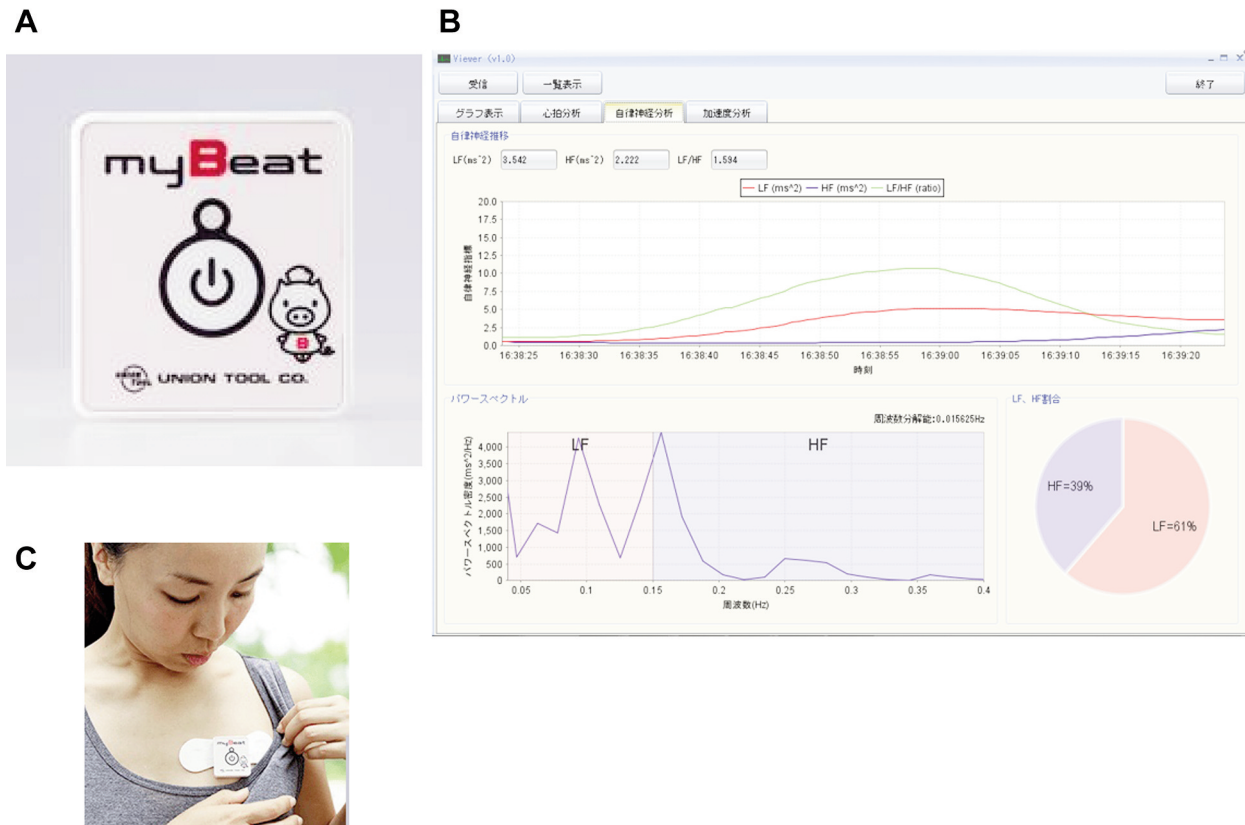 A
myBeat
B
UNION TOOL
UNION TOOL CO.
B
Viewer (v1.0)
受信
一覧表示
終了
グラフ表示
心拍分析
自律神経分析
加速度分析
自律神経推移
LF(ms^2) 3.542 HF(ms^2) 2.222 LF/HF 1.594
LF (ms^2) HF (ms^2) LF/HF (ratio)
自律神経指標
20.0
17.5
15.0
12.5
10.0
7.5
5.0
2.5
0.0
16:38:25 16:38:30 16:38:35 16:38:40 16:38:45 16:38:50 16:38:55 16:39:00 16:39:05 16:39:10 16:39:15 16:39:20
時刻
パワースペクトル
周波数分解能:0.015625Hz
パワースペクトル密度(ms^2/Hz)
4,000
3,500
3,000
2,500
2,000
1,500
1,000
500
0
LF
HF
0.05 0.1 0.15 0.2 0.25 0.3 0.35 0.4
周波数(Hz)
LF、HF割合
HF=39%
LF=61%
C
myBeat